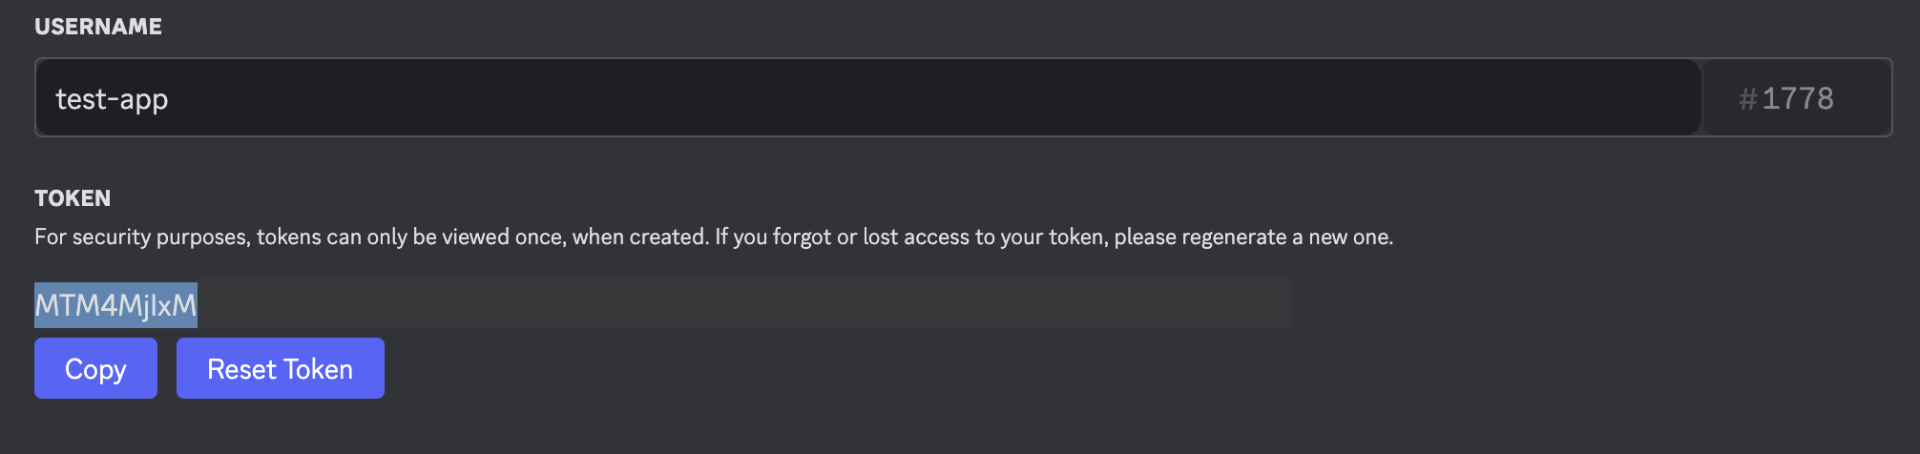 USERNAME
test-app
#1778
TOKEN
For security purposes, tokens can only be viewed once, when created. If you forgot or lost access to your token, please regenerate a new one.
MTM4MjIxM
Copy
Reset Token